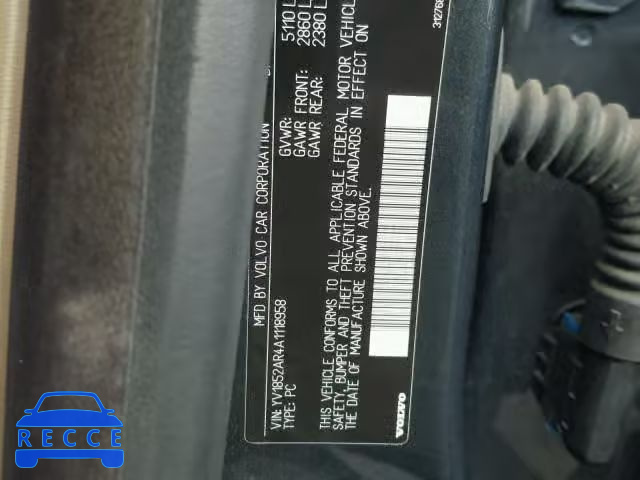 MFD BY VOLVO CAR CORPORATION
GVWR: 5110 L
GAWR FRONT: 2860 L
GAWR REAR: 2380 L
VIN: YV1852AR4A1118958
TYPE: PC
THIS VEHICLE CONFORMS TO ALL APPLICABLE FEDERAL MOTOR VEHICL
SAFETY, BUMPER AND THEFT PREVENTION STANDARDS IN EFFECT ON
THE DATE OF MANUFACTURE SHOWN ABOVE.
VOLVO
31276
RECCE